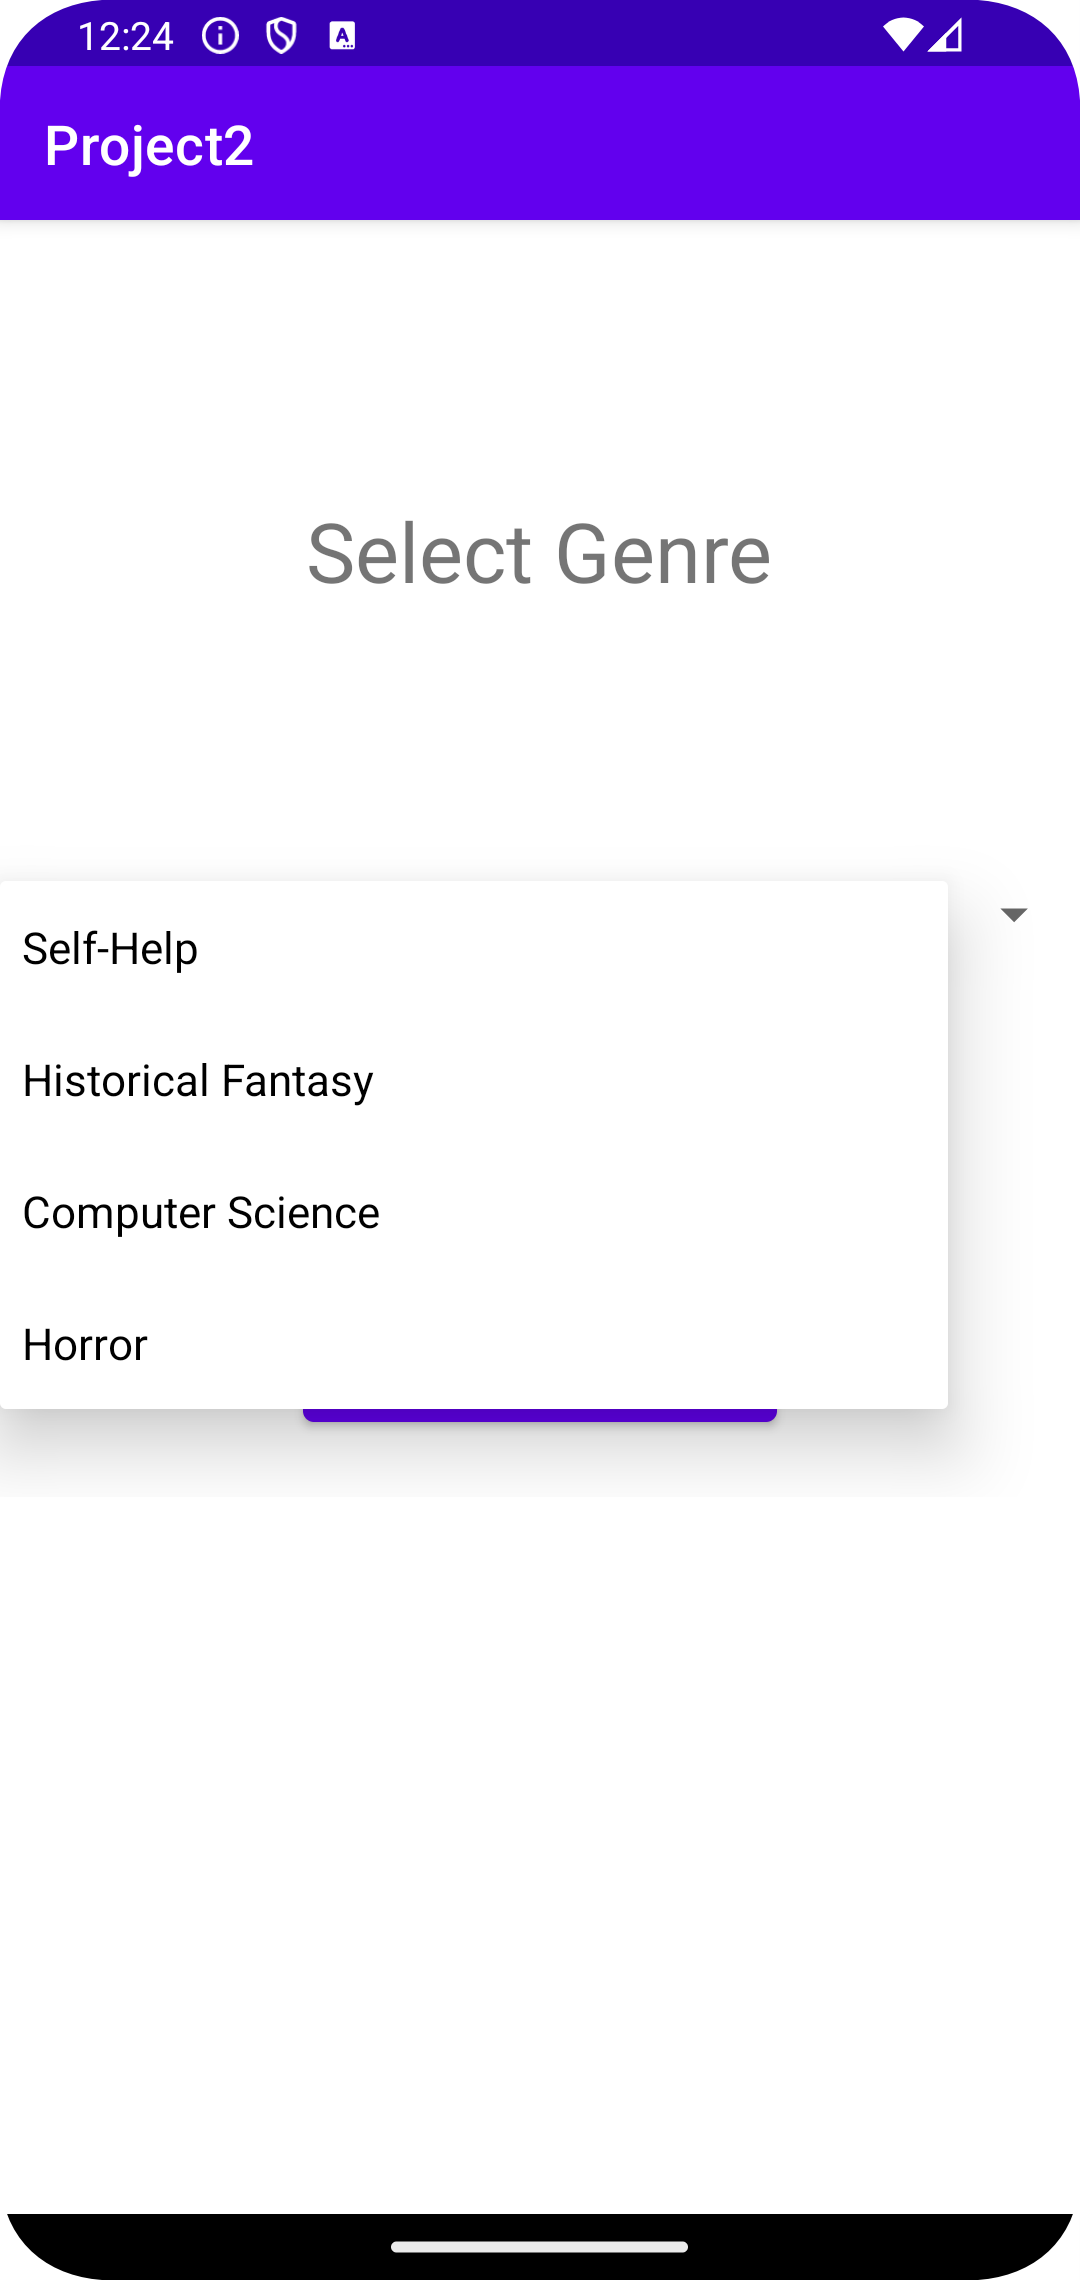 12:24
Project2
Select Genre
Self-Help
Historical Fantasy
Computer Science
Horror